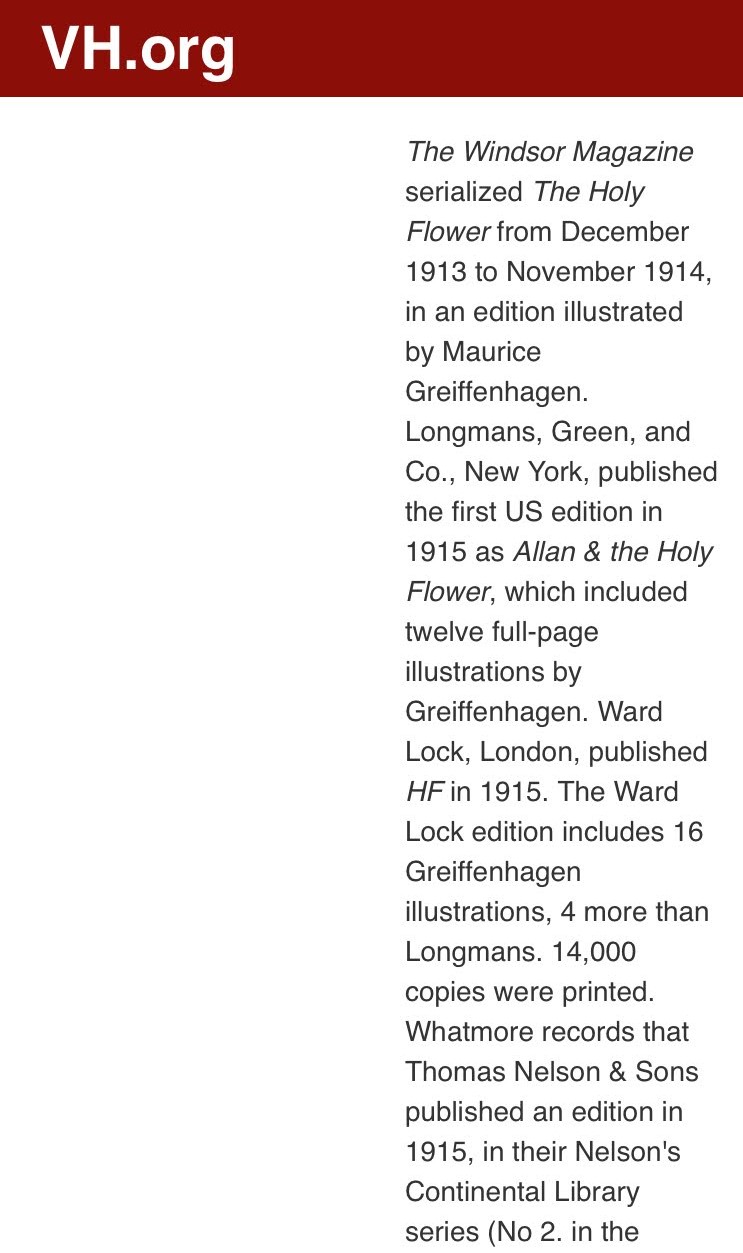 VH.org
The Windsor Magazine
serialized The Holy
Flower from December
1913 to November 1914,
in an edition illustrated
by Maurice
Greiffenhagen.
Longmans, Green, and
Co., New York, published
the first US edition in
1915 as Allan & the Holy
Flower, which included
twelve full-page
illustrations by
Greiffenhagen. Ward
Lock, London, published
HF in 1915. The Ward
Lock edition includes 16
Greiffenhagen
illustrations, 4 more than
Longmans. 14,000
copies were printed.
Whatmore records that
Thomas Nelson & Sons
published an edition in
1915, in their Nelson's
Continental Library
series (No 2. in the